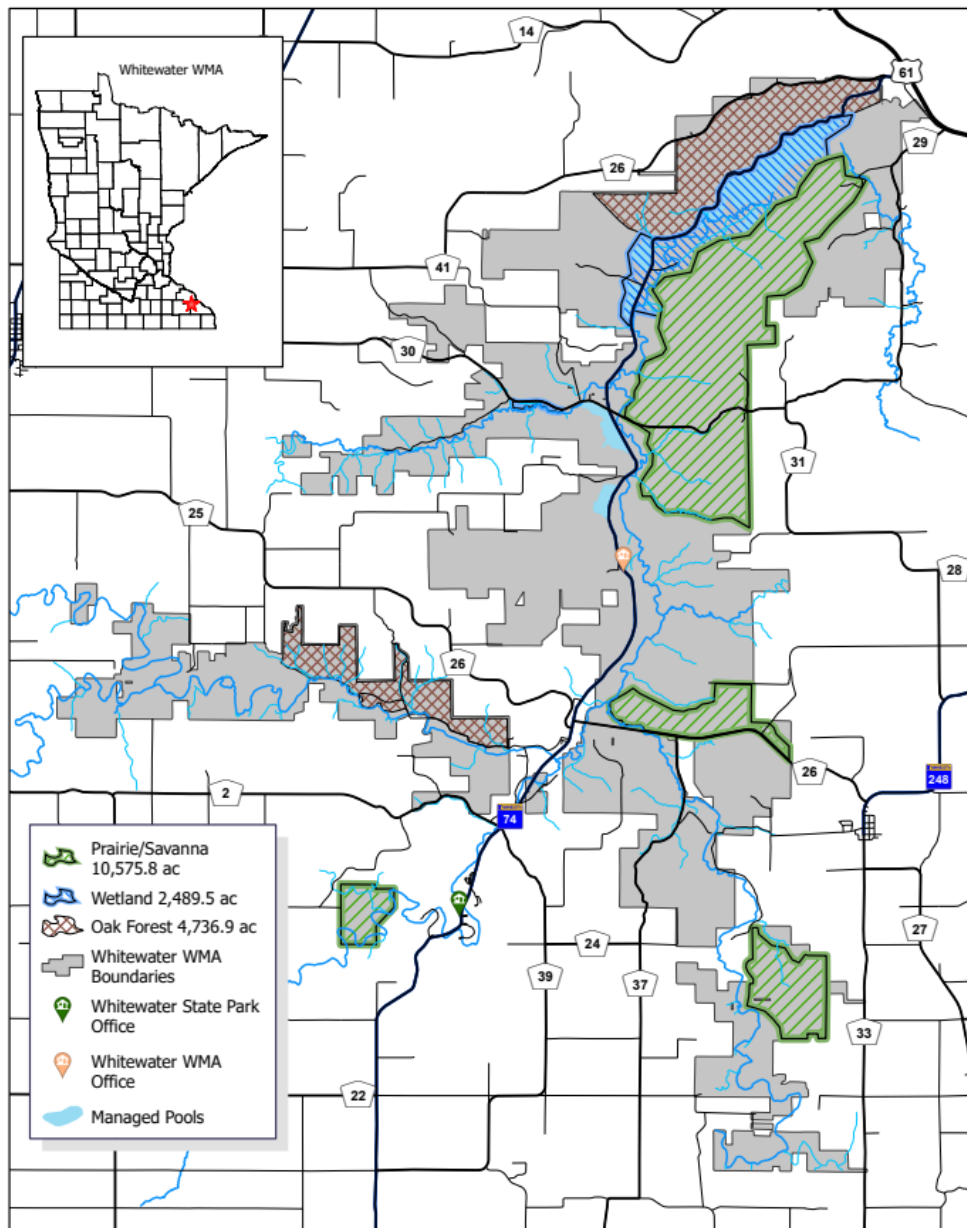 Whitewater WMA
14
61
29
26
41
30
31
25
28
26
26
248
2
74
24
27
39
37
33
22
Prairie/Savanna
10,575.8 ac
Wetland 2,489.5 ac
Oak Forest 4,736.9 ac
Whitewater WMA
Boundaries
Whitewater State Park
Office
Whitewater WMA
Office
Managed Pools